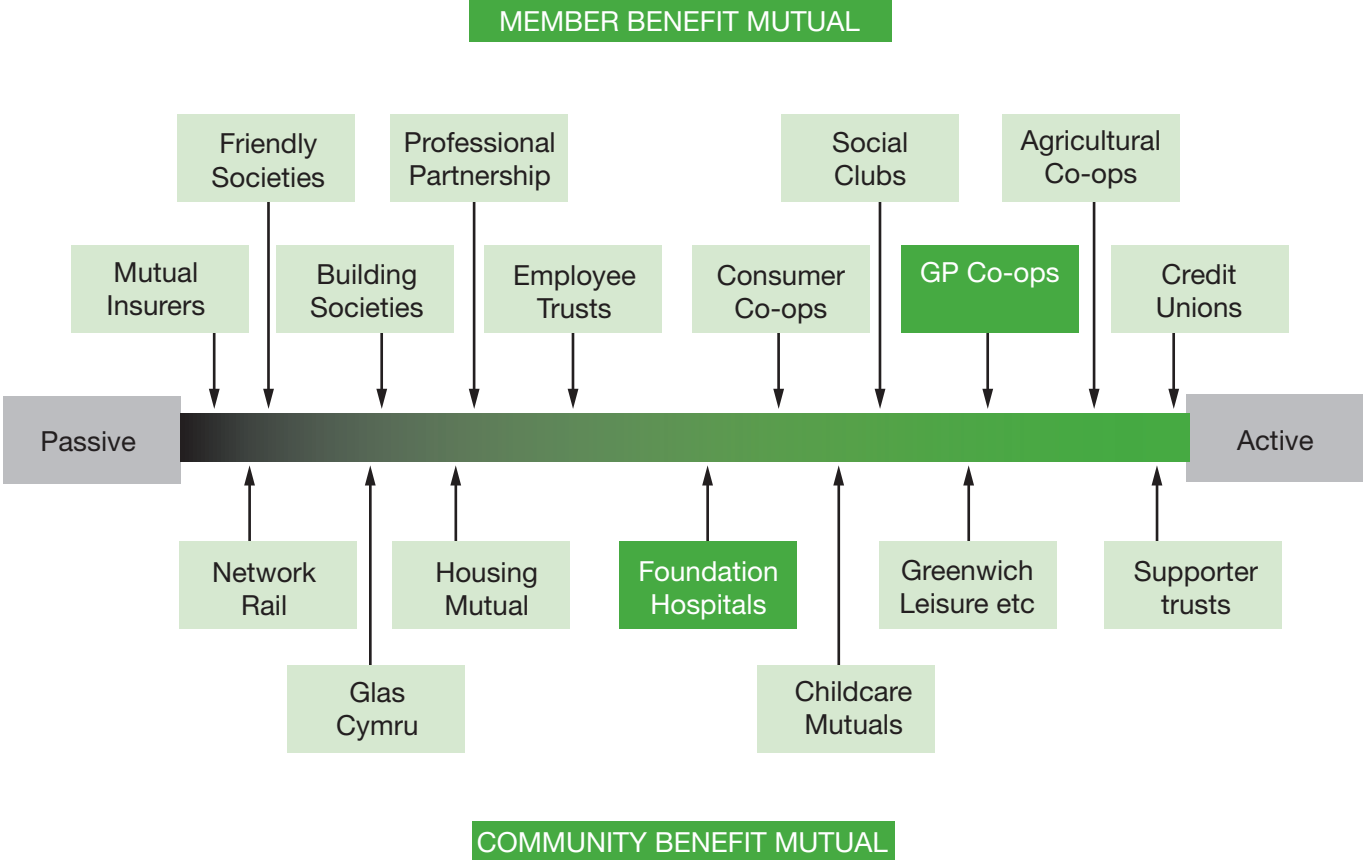 MEMBER BENEFIT MUTUAL
Friendly
Societies
Professional
Partnership
Social
Clubs
Agricultural
Co-ops
Mutual
Insurers
Building
Societies
Employee
Trusts
Consumer
Co-ops
GP Co-ops
Credit
Unions
Passive
Active
Network
Rail
Housing
Mutual
Foundation
Hospitals
Greenwich
Leisure etc
Supporter
trusts
Glas
Cymru
Childcare
Mutuals
COMMUNITY BENEFIT MUTUAL